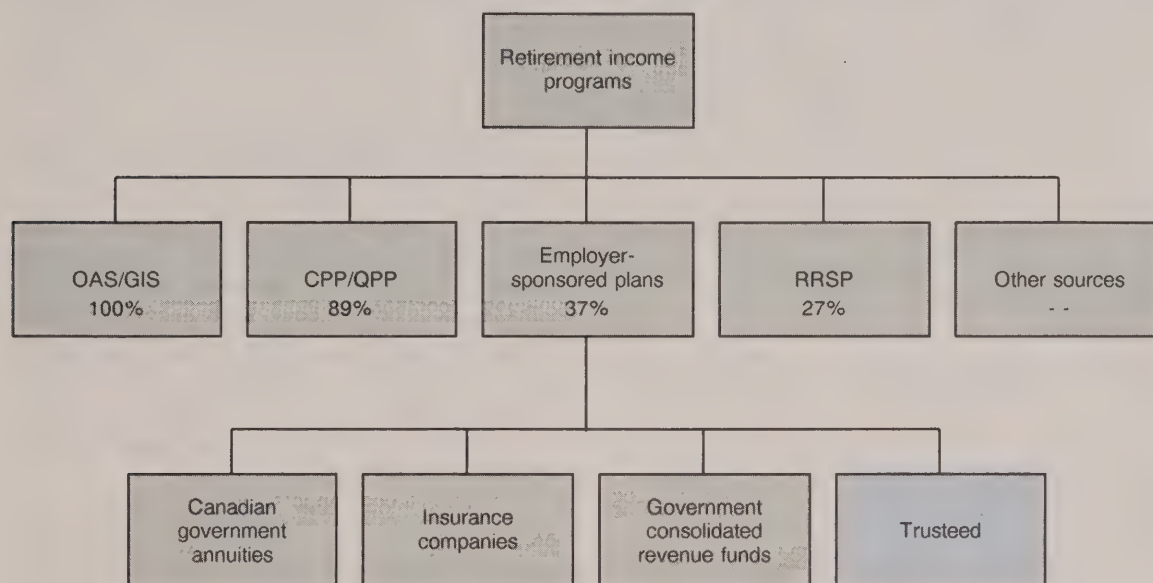 Retirement income
programs
OAS/GIS
100%
CPP/QPP
89%
Employer-
sponsored plans
37%
RRSP
27%
Other sources
- -
Canadian
government
annuities
Insurance
companies
Government
consolidated
revenue funds
Trusteed